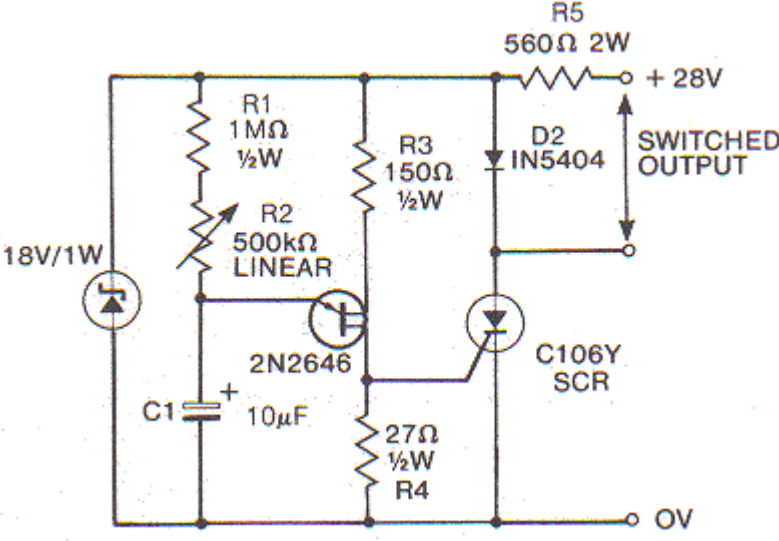 R5
560Ω 2W
+ 28V
R1
1MΩ
½W
R3
150Ω
½W
D2
IN5404
SWITCHED
OUTPUT
R2
500kΩ
LINEAR
18V/1W
2N2646
C106Y
SCR
C1
+
10µF
27Ω
½W
R4
OV